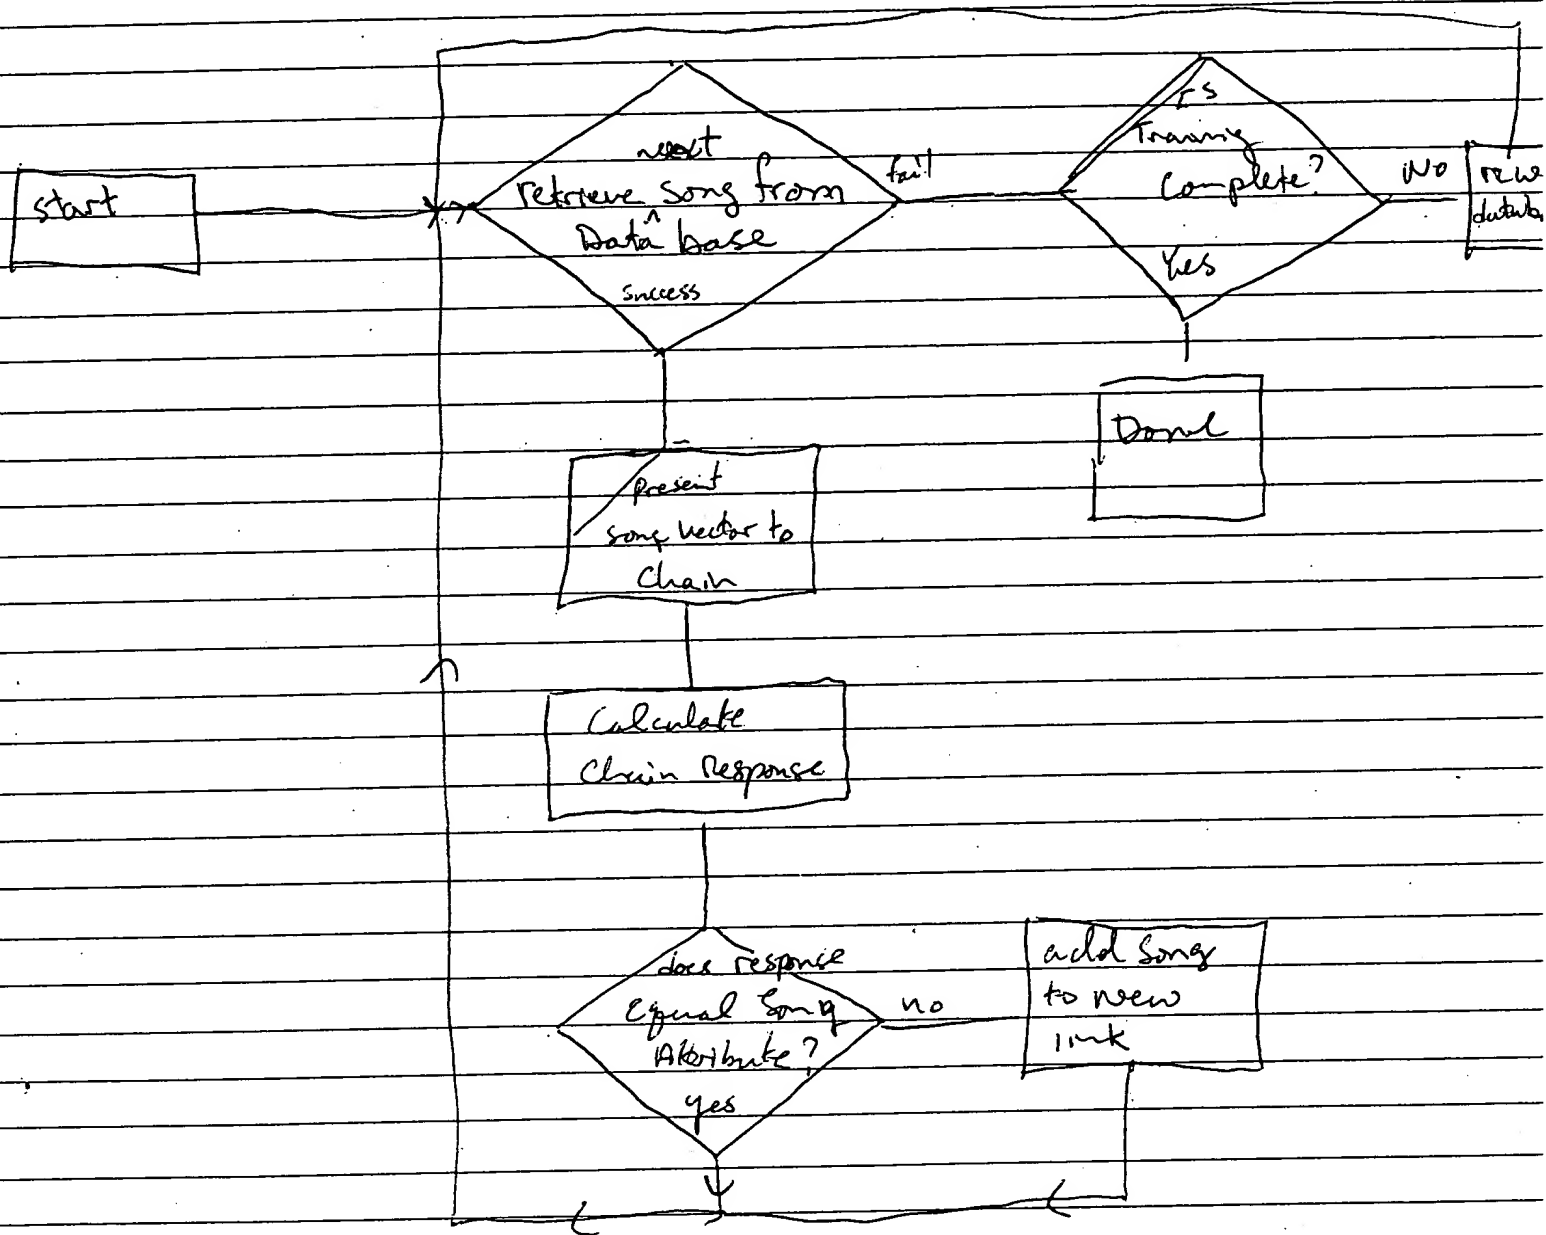 start
next
retrieve song from
^
Data base
success
fail
Is
Training
Complete?
Yes
No
Done
present
song vector to
Chain
Calculate
Chain Response
does response
Equal Song
Attribute?
yes
no
add song
to new
link